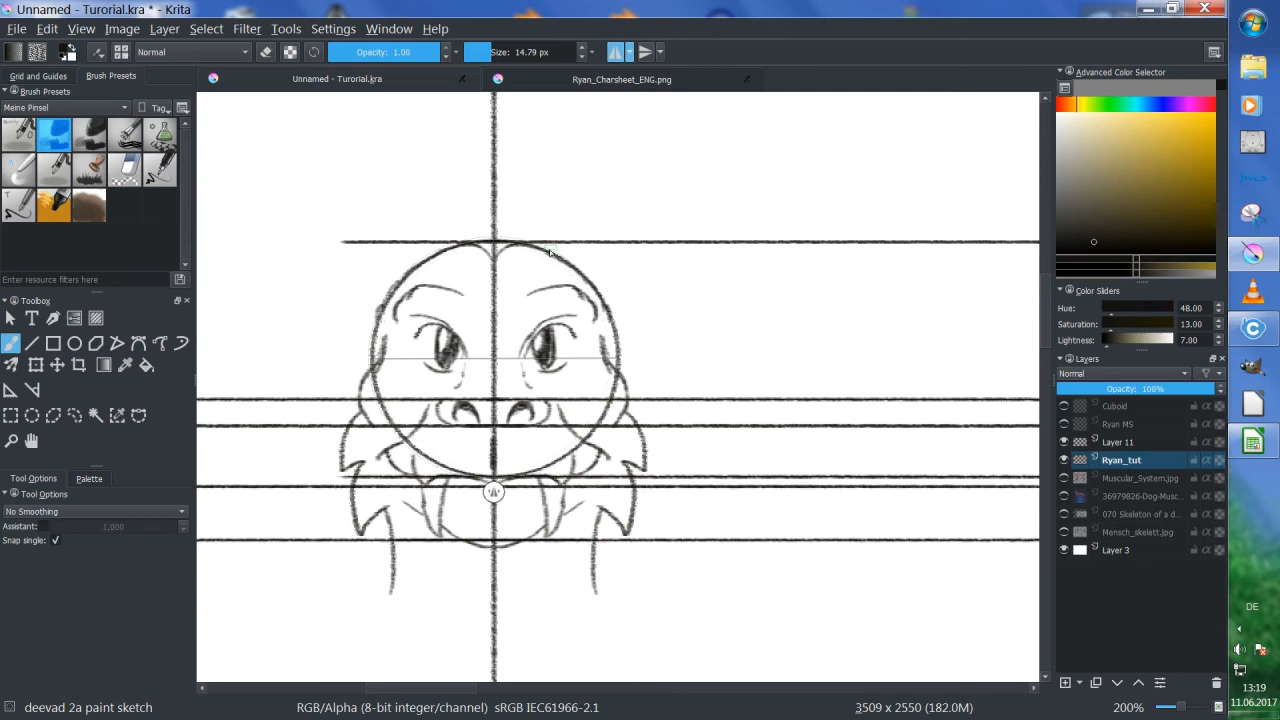 Unnamed - Turorial.kra * - Krita
File Edit View Image Layer Select Filter Tools Settings Window Help
Normal
Opacity: 1.00
Size: 14.79 px
Grid and Guides
Brush Presets
Unnamed - Turorial.kra
Ryan_Charsheet_ENG.png
Advanced Color Selector
Brush Presets
Meine Pinsel
Tag
Enter resource filters here
Toolbox
Tool Options
Palette
Tool Options
No Smoothing
Assistant:
1,000
Snap single:
Color Sliders
Hue:
48.00
Saturation:
13.00
Lightness:
7.00
Layers
Normal
Opacity: 100%
Cuboid
Ryan MS
Layer 11
Ryan_tut
Muscular_System.jpg
36979826-Dog-Musc...
070 Skeleton of a d...
Mensch_skelett.jpg
Layer 3
deevad 2a paint sketch
RGB/Alpha (8-bit integer/channel) sRGB IEC61966-2.1
3509 x 2550 (182.0M)
200%
DE
13:19
11.06.2017